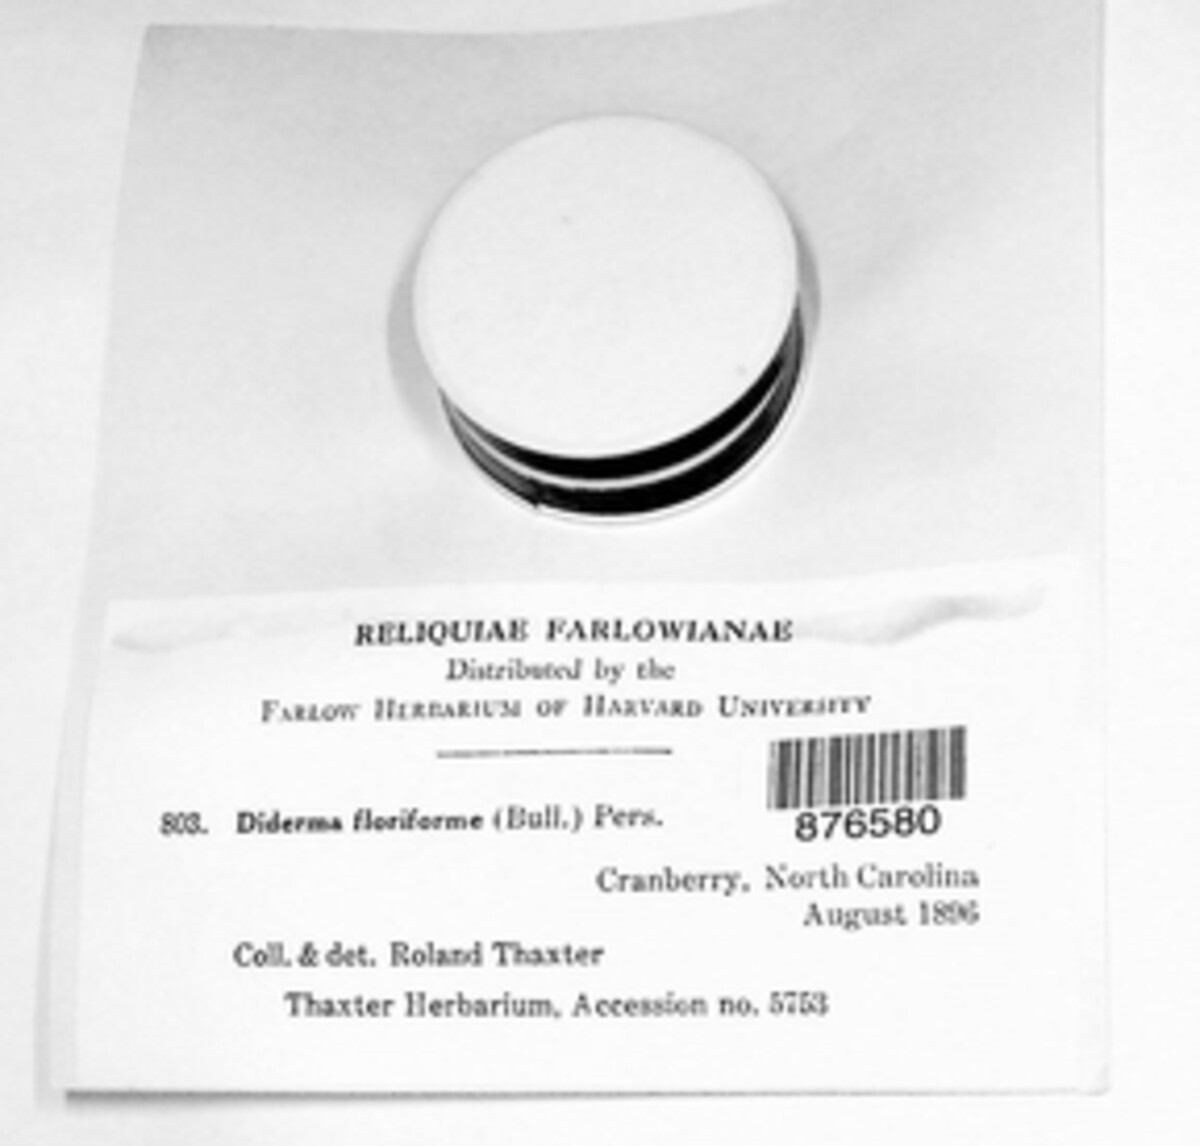 RELIQUIAE FARLOWIANAE
Distributed by the
FARLOW HERBARIUM OF HARVARD UNIVERSITY
803. Diderma floriforme (Bull.) Pers.
876580
Cranberry, North Carolina
August 1896
Coll. & det. Roland Thaxter
Thaxter Herbarium, Accession no. 5753